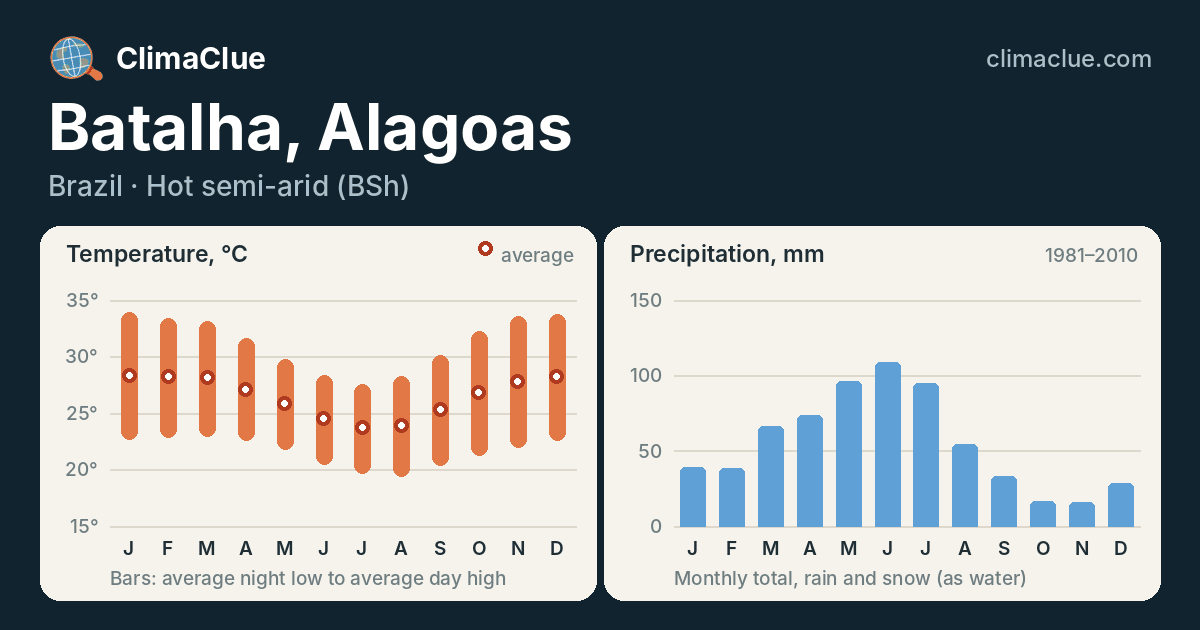 ClimaClue
climaclue.com
Batalha, Alagoas
Brazil · Hot semi-arid (BSh)
Temperature, °C
average
35°
30°
25°
20°
15°
J F M A M J J A S O N D
Bars: average night low to average day high
Precipitation, mm
1981–2010
150
100
50
0
J F M A M J J A S O N D
Monthly total, rain and snow (as water)